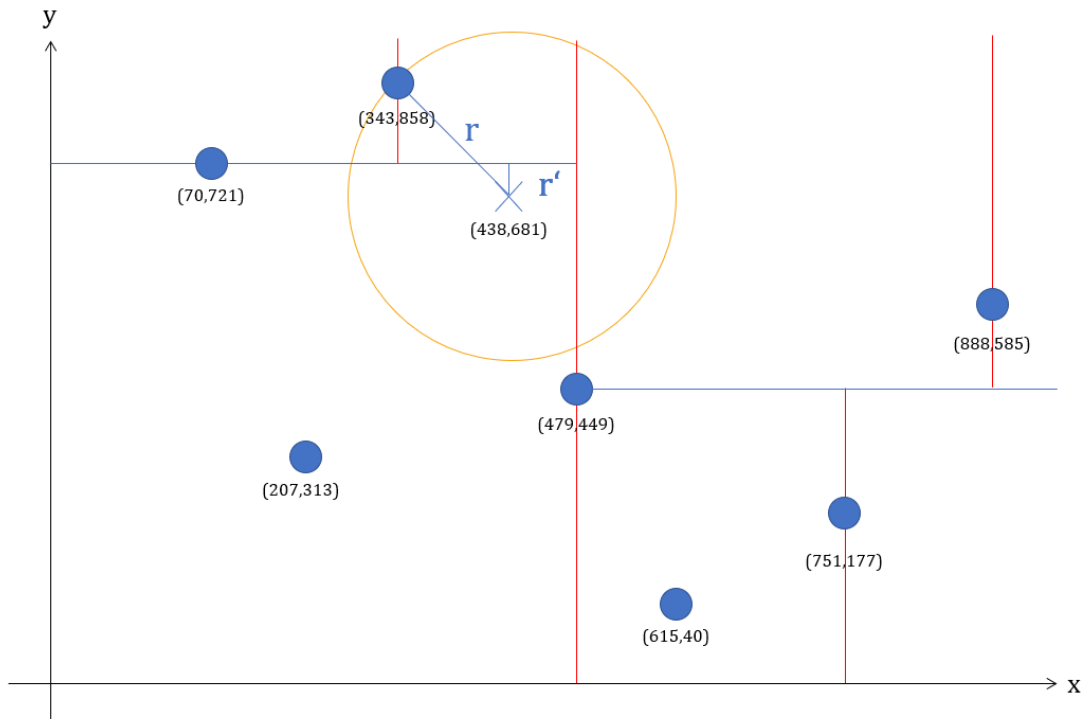 y
(343,858)
r
(70,721)
r‘
(438,681)
(888,585)
(479,449)
(207,313)
(751,177)
(615,40)
x